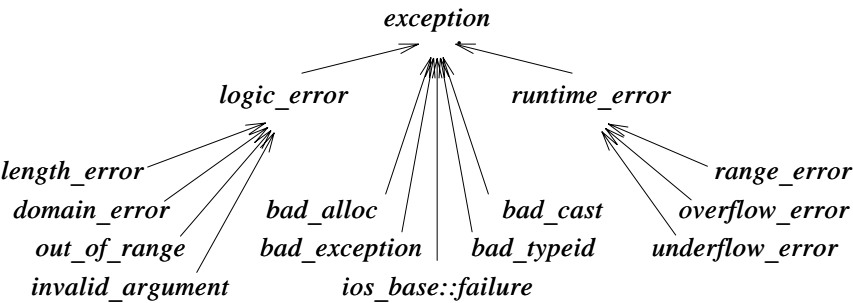 exception
logic_error runtime_error
length_error range_error
domain_error bad_alloc bad_cast overflow_error
out_of_range bad_exception bad_typeid underflow_error
invalid_argument ios_base::failure